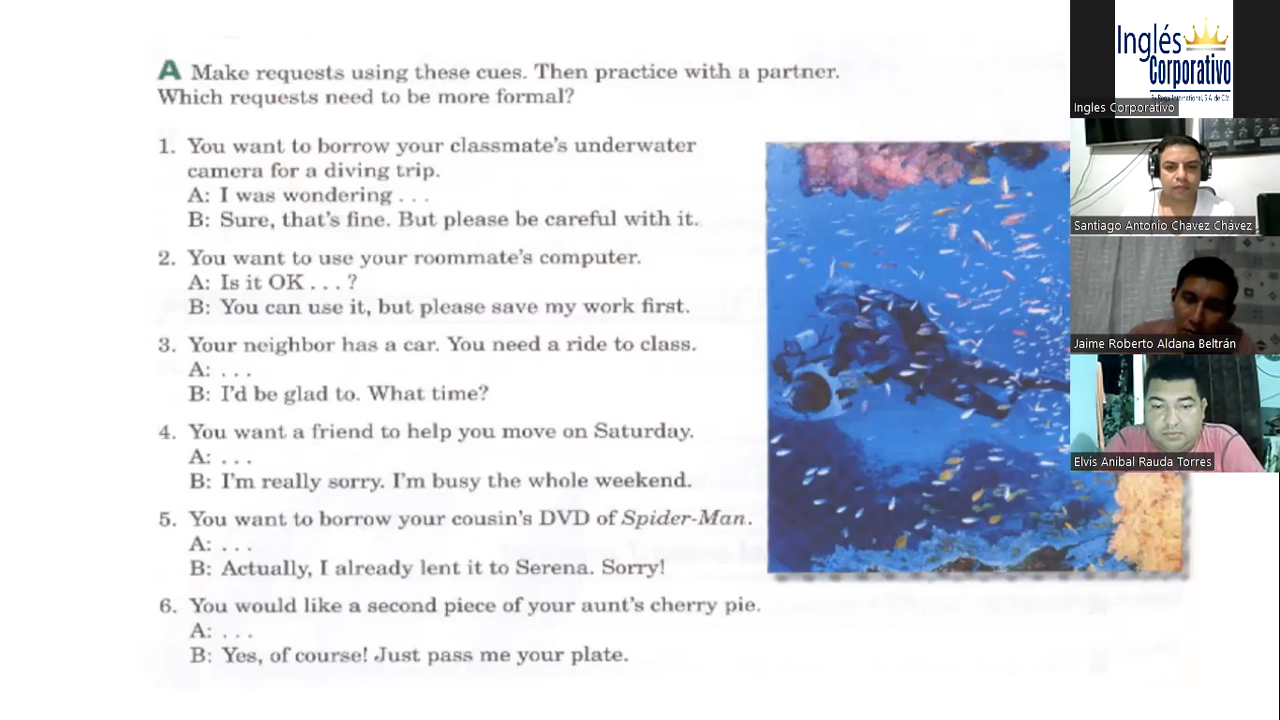 A Make requests using these cues. Then practice with a partner.
Which requests need to be more formal?
1. You want to borrow your classmate's underwater
camera for a diving trip.
A: I was wondering . . .
B: Sure, that's fine. But please be careful with it.
2. You want to use your roommate's computer.
A: Is it OK . . . ?
B: You can use it, but please save my work first.
3. Your neighbor has a car. You need a ride to class.
A: . . .
B: I'd be glad to. What time?
4. You want a friend to help you move on Saturday.
A: . . .
B: I'm really sorry. I'm busy the whole weekend.
5. You want to borrow your cousin's DVD of Spider-Man.
A: . . .
B: Actually, I already lent it to Serena. Sorry!
6. You would like a second piece of your aunt's cherry pie.
A: . . .
B: Yes, of course! Just pass me your plate.
Inglés
Corporativo
Ingles Corporativo
Santiago Antonio Chavez Chávez
Jaime Roberto Aldana Beltrán
Elvis Anibal Rauda Torres